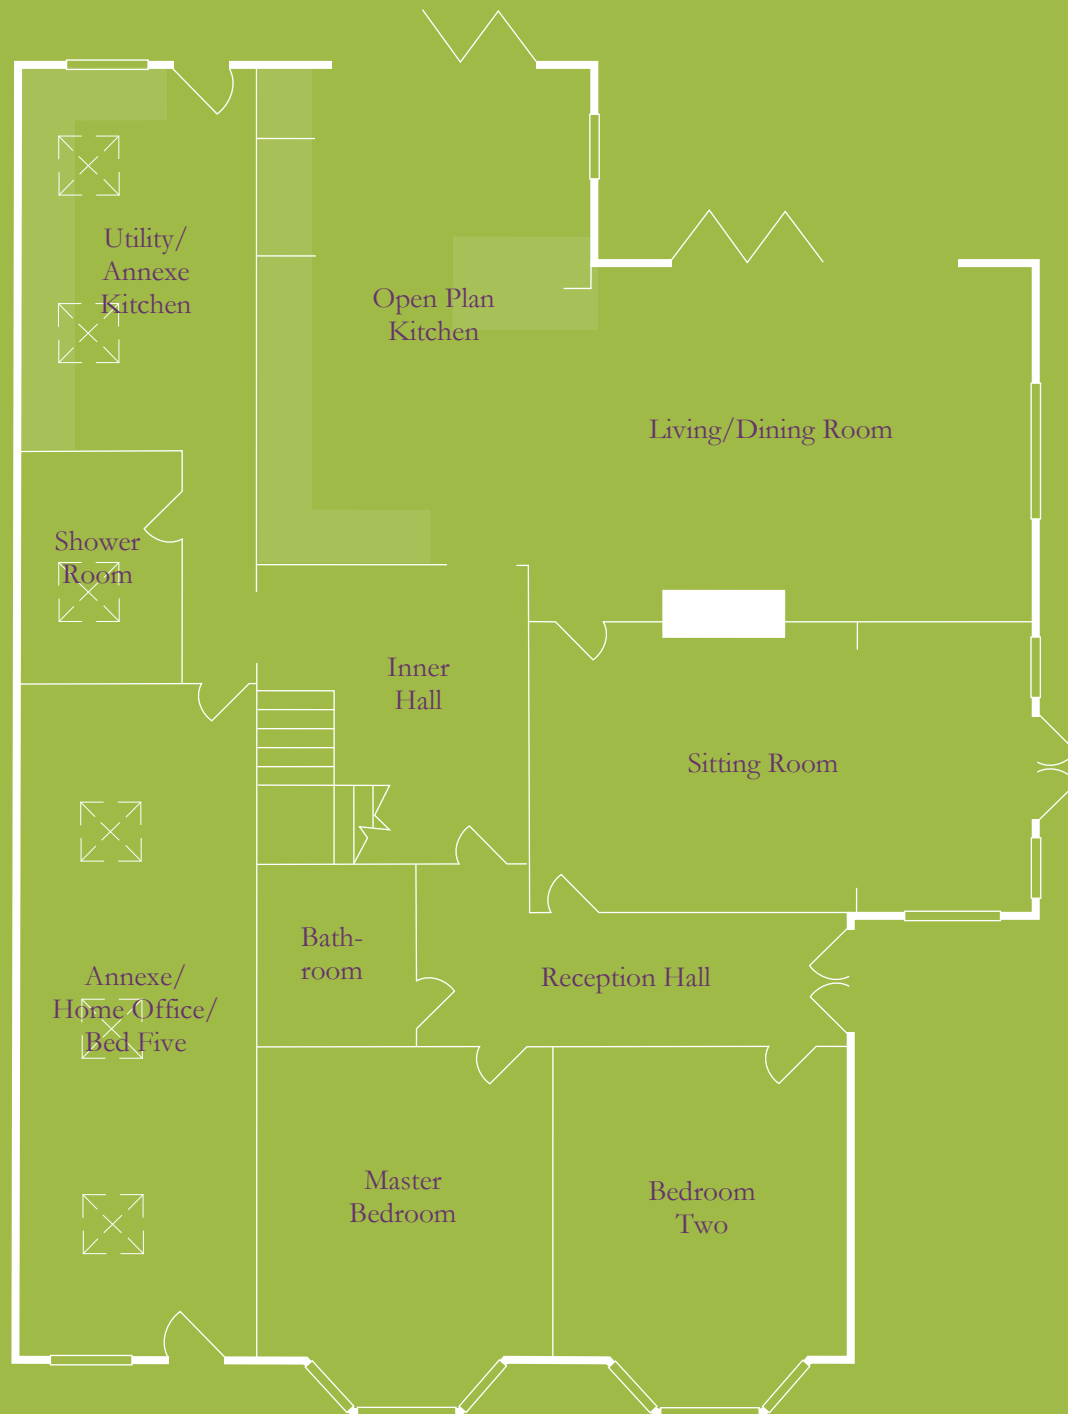 Utility/
Annexe
Kitchen
Open Plan
Kitchen
Living/Dining Room
Shower
Room
Inner
Hall
Sitting Room
Bath-
room
Reception Hall
Annexe/
Home Office/
Bed Five
Master
Bedroom
Bedroom
Two